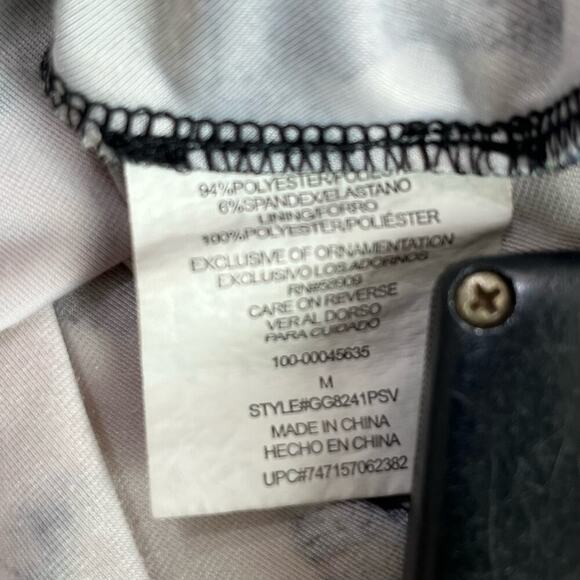 94%POLYESTER/POLIÉSTER
6%SPANDEX/ELASTANO
LINING/FORRO
100%POLYESTER/POLIÉSTER
EXCLUSIVE OF ORNAMENTATION
EXCLUSIVO LOS ADORNOS
RN#58909
CARE ON REVERSE
VER AL DORSO
PARA CUIDADO
100-00045635
M
STYLE#GG8241PSV
MADE IN CHINA
HECHO EN CHINA
UPC#747157062382